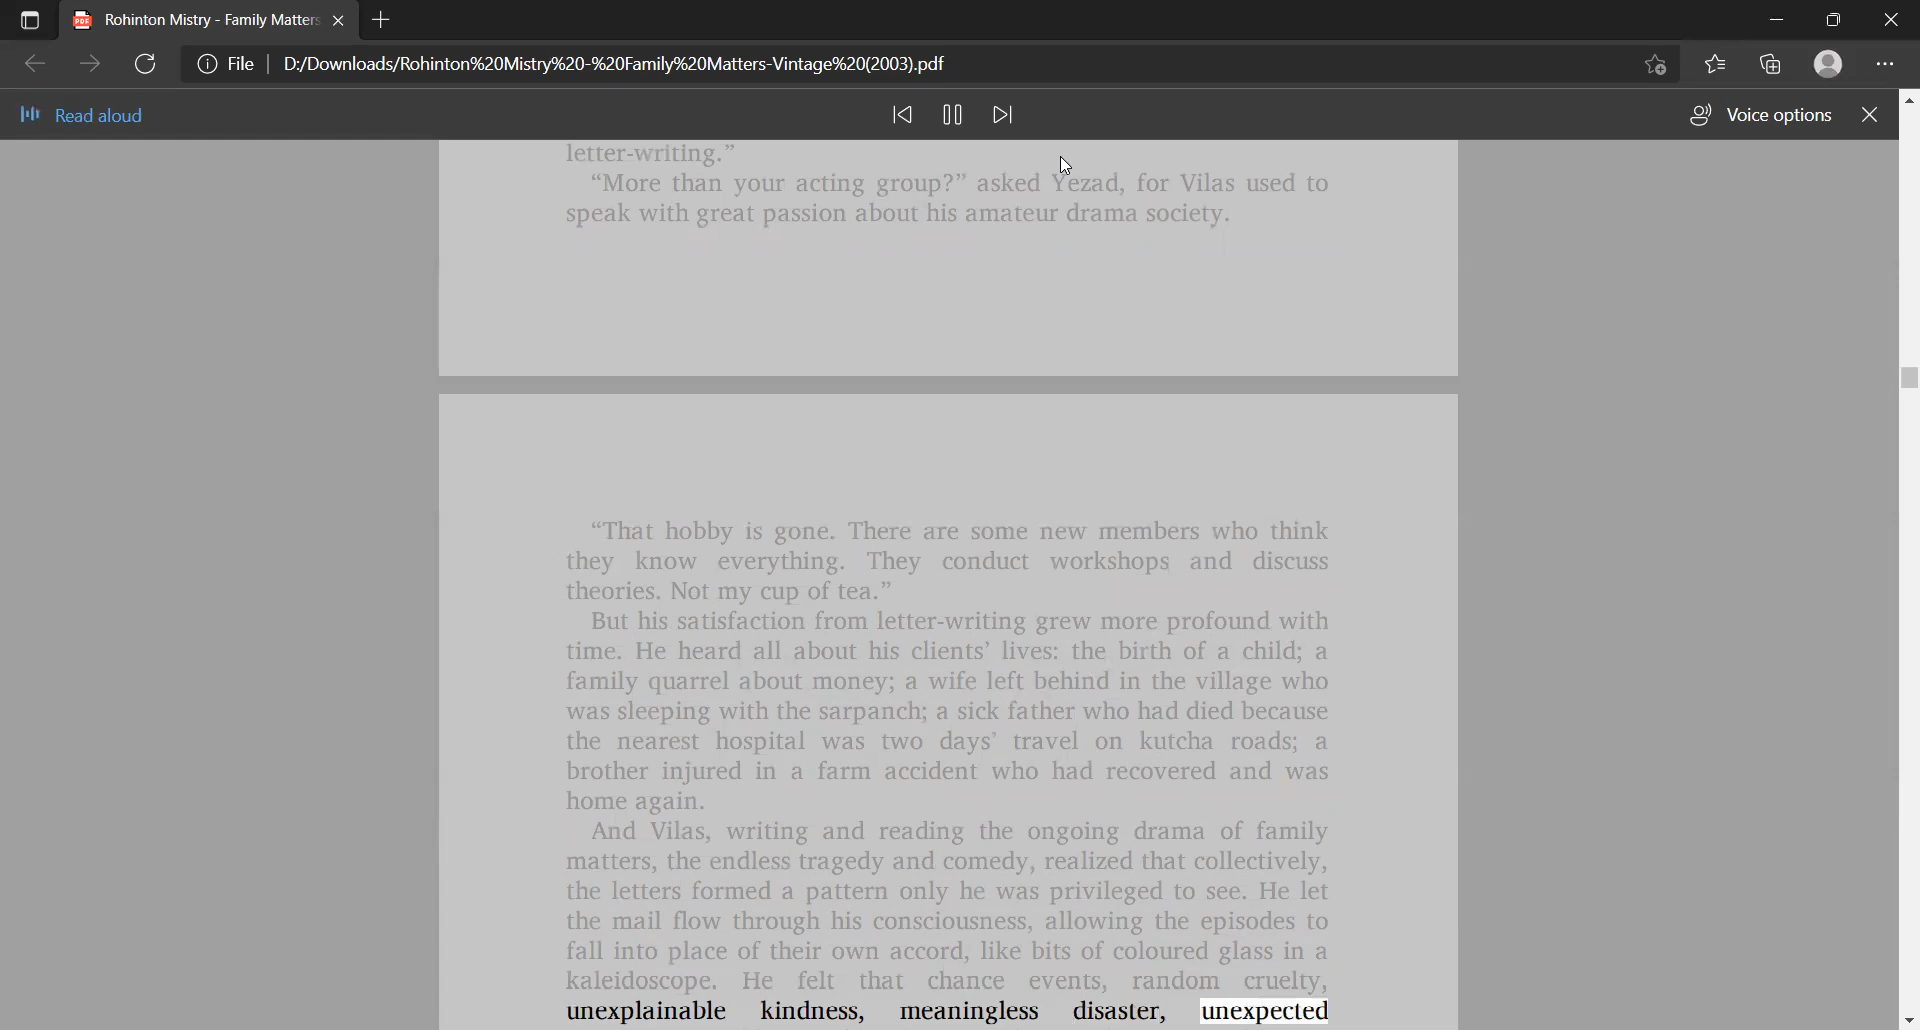 Rohinton Mistry - Family Matters
File
D:/Downloads/Rohinton%20Mistry%20-%20Family%20Matters-Vintage%20(2003).pdf
Read aloud
Voice options
letter-writing.”
“More than your acting group?” asked Yezad, for Vilas used to
speak with great passion about his amateur drama society.
“That hobby is gone. There are some new members who think
they know everything. They conduct workshops and discuss
theories. Not my cup of tea.”
But his satisfaction from letter-writing grew more profound with
time. He heard all about his clients’ lives: the birth of a child; a
family quarrel about money; a wife left behind in the village who
was sleeping with the sarpanch; a sick father who had died because
the nearest hospital was two days’ travel on kutcha roads; a
brother injured in a farm accident who had recovered and was
home again.
And Vilas, writing and reading the ongoing drama of family
matters, the endless tragedy and comedy, realized that collectively,
the letters formed a pattern only he was privileged to see. He let
the mail flow through his consciousness, allowing the episodes to
fall into place of their own accord, like bits of coloured glass in a
kaleidoscope. He felt that chance events, random cruelty,
unexplainable kindness, meaningless disaster, unexpected